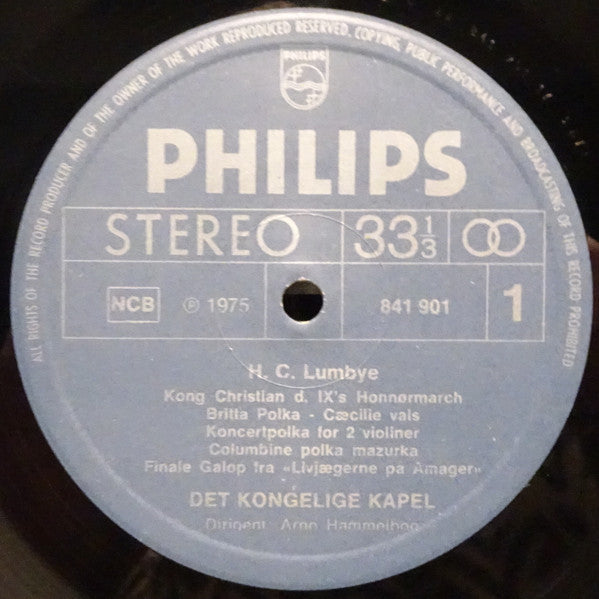 ALL RIGHTS OF THE RECORD PRODUCER AND OF THE OWNER OF THE WORK REPRODUCED RESERVED. COPYING, PUBLIC PERFORMANCE AND BROADCASTING OF THIS RECORD PROHIBITED
PHILIPS
PHILIPS
STEREO 33⅓
NCB ℗ 1975 841 901 1
H. C. Lumbye
Kong Christian d. IX's Honnørmarch
Britta Polka - Cæcilie vals
Koncertpolka for 2 violiner
Columbine polka mazurka
Finale Galop fra «Livjægerne pa Amager»
DET KONGELIGE KAPEL
Dirigent Arne Hammelboe